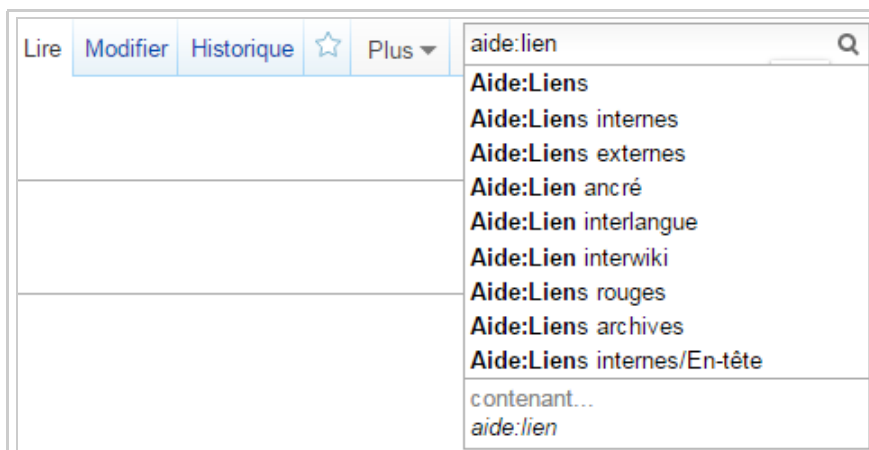 Lire Modifier Historique Plus aide:lien
Aide:Liens
Aide:Liens internes
Aide:Liens externes
Aide:Lien ancré
Aide:Lien interlangue
Aide:Lien interwiki
Aide:Liens rouges
Aide:Liens archives
Aide:Liens internes/En-tête
contenant...
aide:lien